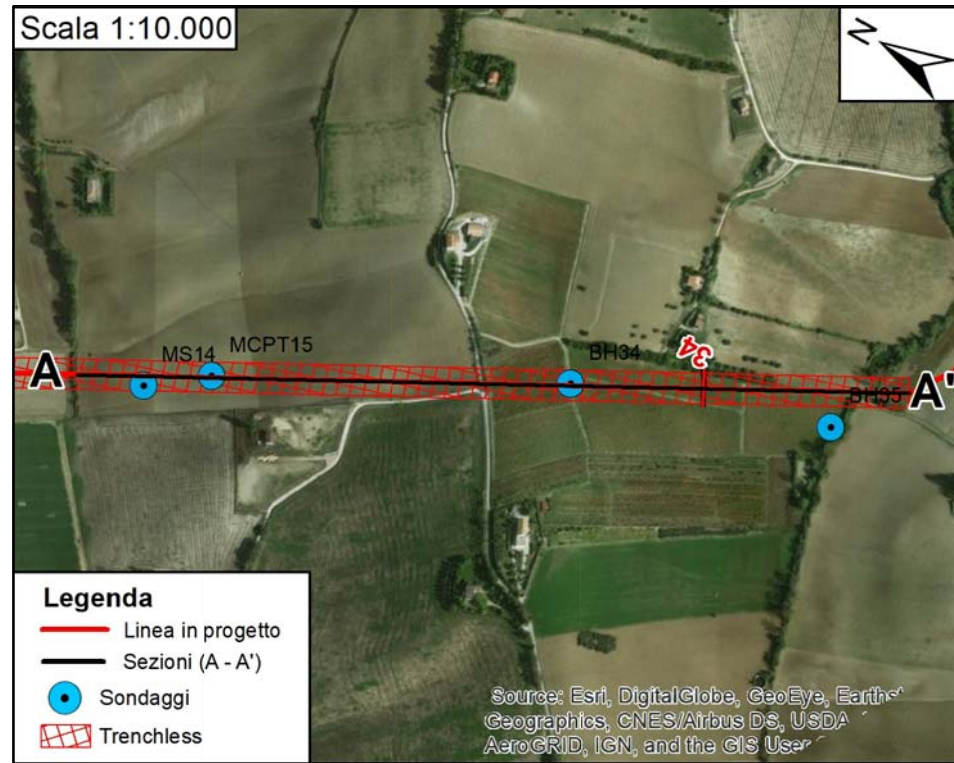 Scala 1:10.000
N
MS14
MCPT15
BH34
34
A
A'
BH35
Legenda
Linea in progetto
Sezioni (A - A')
Sondaggi
Trenchless
Source: Esri, DigitalGlobe, GeoEye,
Geographics, CNES/Airbus DS, USDA
AeroGRID, IGN, and the GIS User